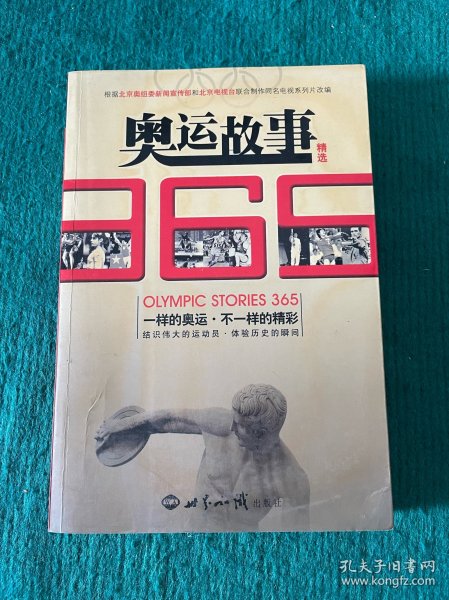 根据北京奥组委新闻宣传部和北京电视台联合制作同名电视系列片改编
奥运故事
精选
365
OLYMPIC STORIES 365
一样的奥运·不一样的精彩
结识伟大的运动员·体验历史的瞬间
世界知识出版社
孔夫子旧书网
www.kongfz.com